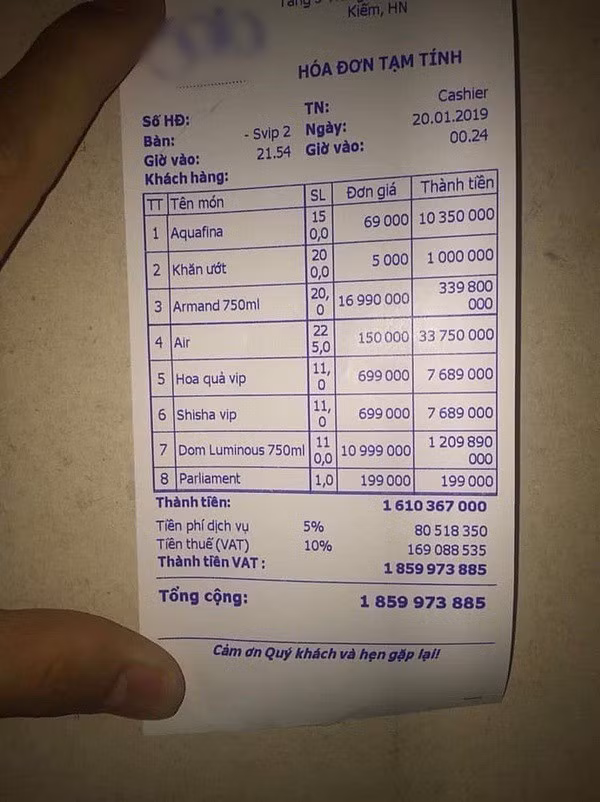 Kiếm, HN
HÓA ĐƠN TẠM TÍNH
Số HĐ: TN: Cashier
Bàn: - Svip 2 Ngày: 20.01.2019
Giờ vào: 21.54 Giờ vào: 00.24
Khách hàng:
TT Tên món SL Đơn giá Thành tiền
1 Aquafina 150,0 69 000 10 350 000
2 Khăn ướt 200,0 5 000 1 000 000
3 Armand 750ml 20,0 16 990 000 339 800 000
4 Air 225,0 150 000 33 750 000
5 Hoa quả vip 11,0 699 000 7 689 000
6 Shisha vip 11,0 699 000 7 689 000
7 Dom Luminous 750ml 110,0 10 999 000 1 209 890 000
8 Parliament 1,0 199 000 199 000
Thành tiền: 1 610 367 000
Tiền phí dịch vụ 5% 80 518 350
Tiền thuế (VAT) 10% 169 088 535
Thành tiền VAT : 1 859 973 885
Tổng cộng: 1 859 973 885
Cảm ơn Quý khách và hẹn gặp lại!